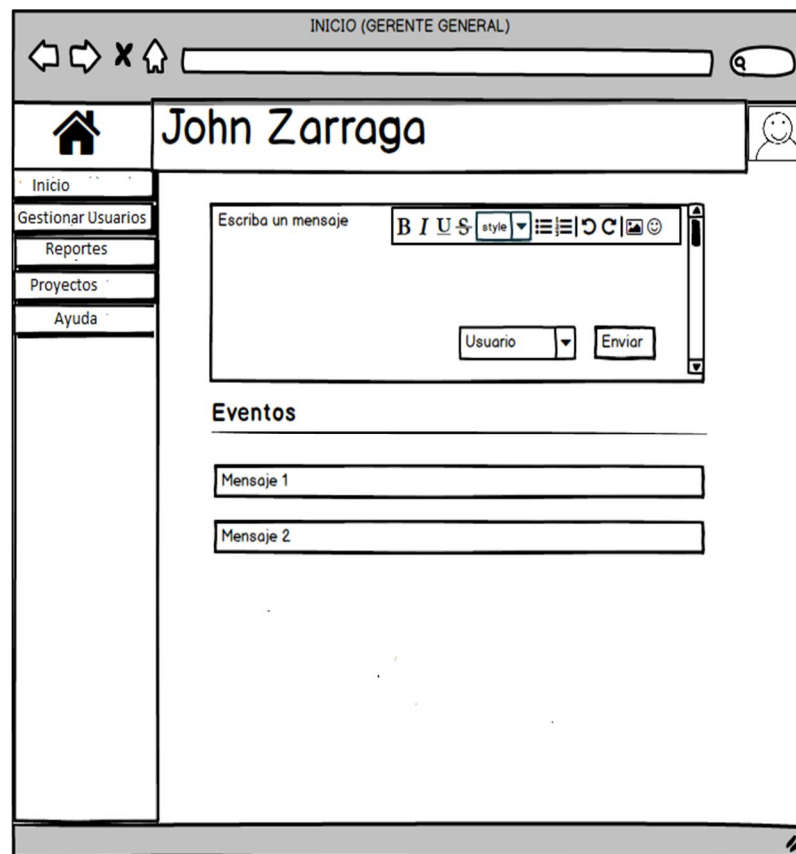 INICIO (GERENTE GENERAL)
John Zarraga
Inicio
Gestionar Usuarios
Reportes
Proyectos
Ayuda
Escriba un mensaje
B I U S style
Usuario
Enviar
Eventos
Mensaje 1
Mensaje 2